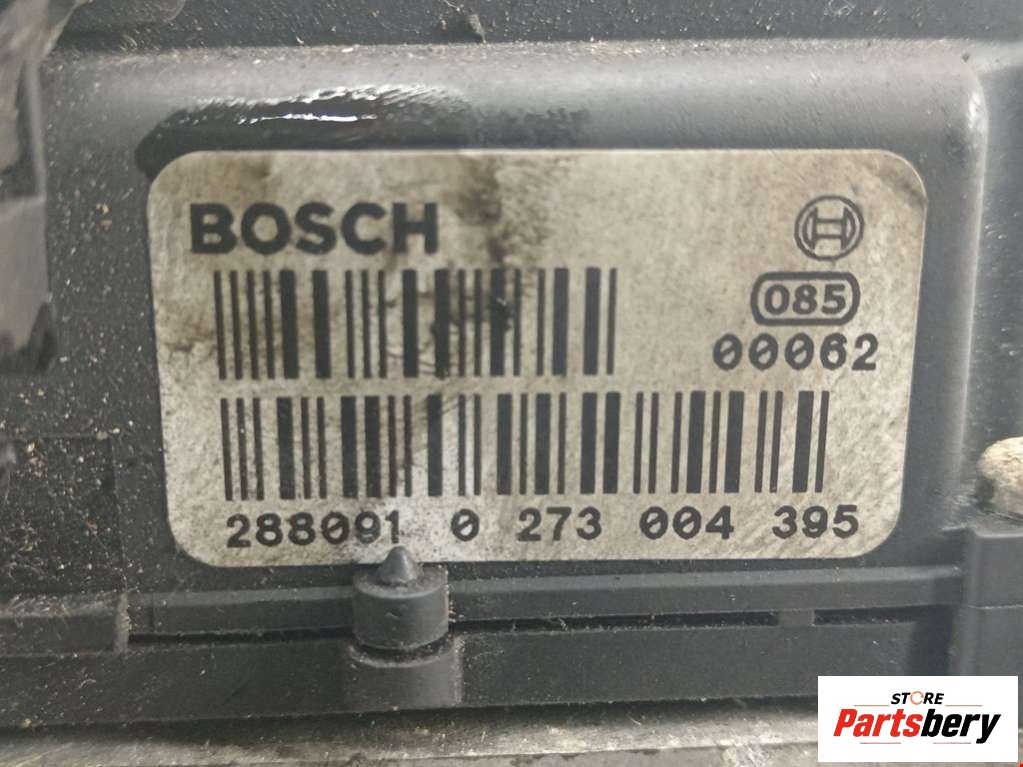 BOSCH
085
00062
288091 0 273 004 395
STORE
Partsbery